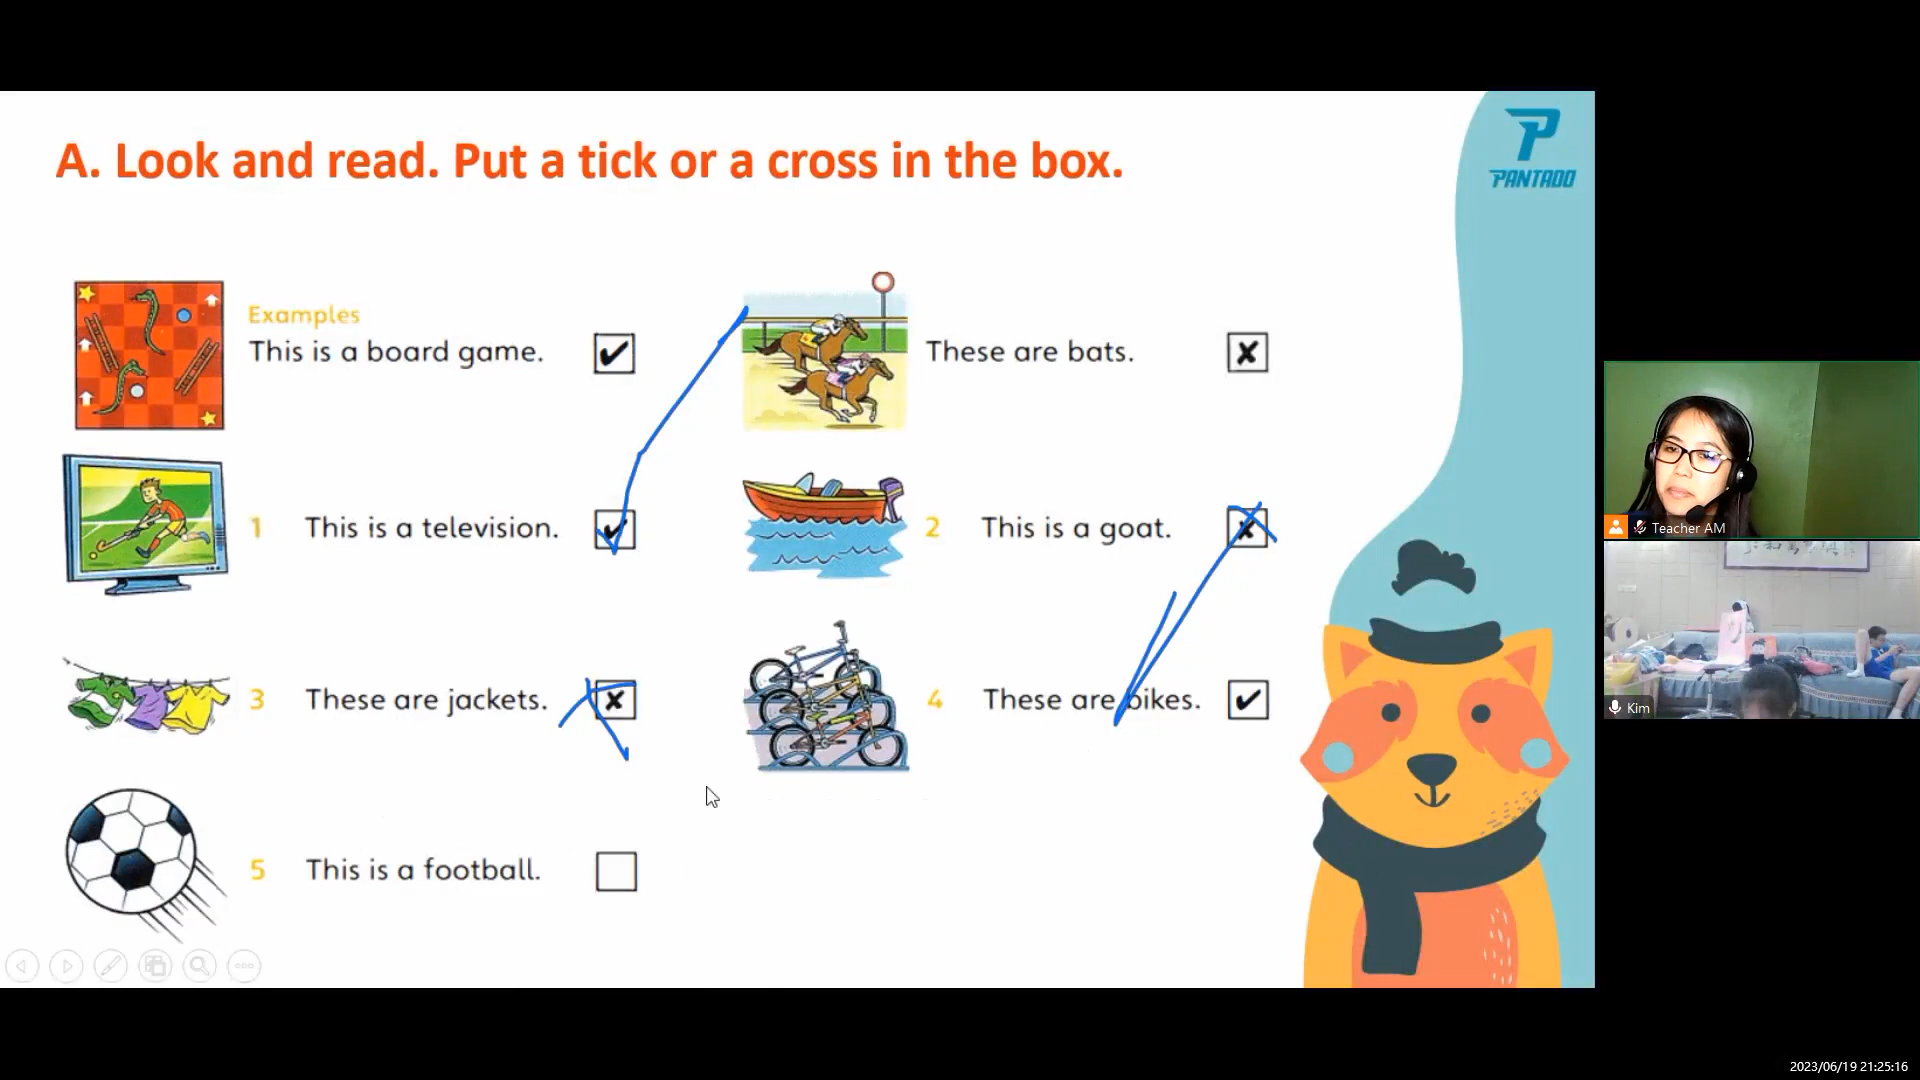 A. Look and read. Put a tick or a cross in the box.
PANTADO
Examples
This is a board game. ✔
These are bats. ✘
1 This is a television. ✔
2 This is a goat. ✘
3 These are jackets. ✘
4 These are bikes. ✔
5 This is a football.
Teacher AM
Kim
2023/06/19 21:25:16